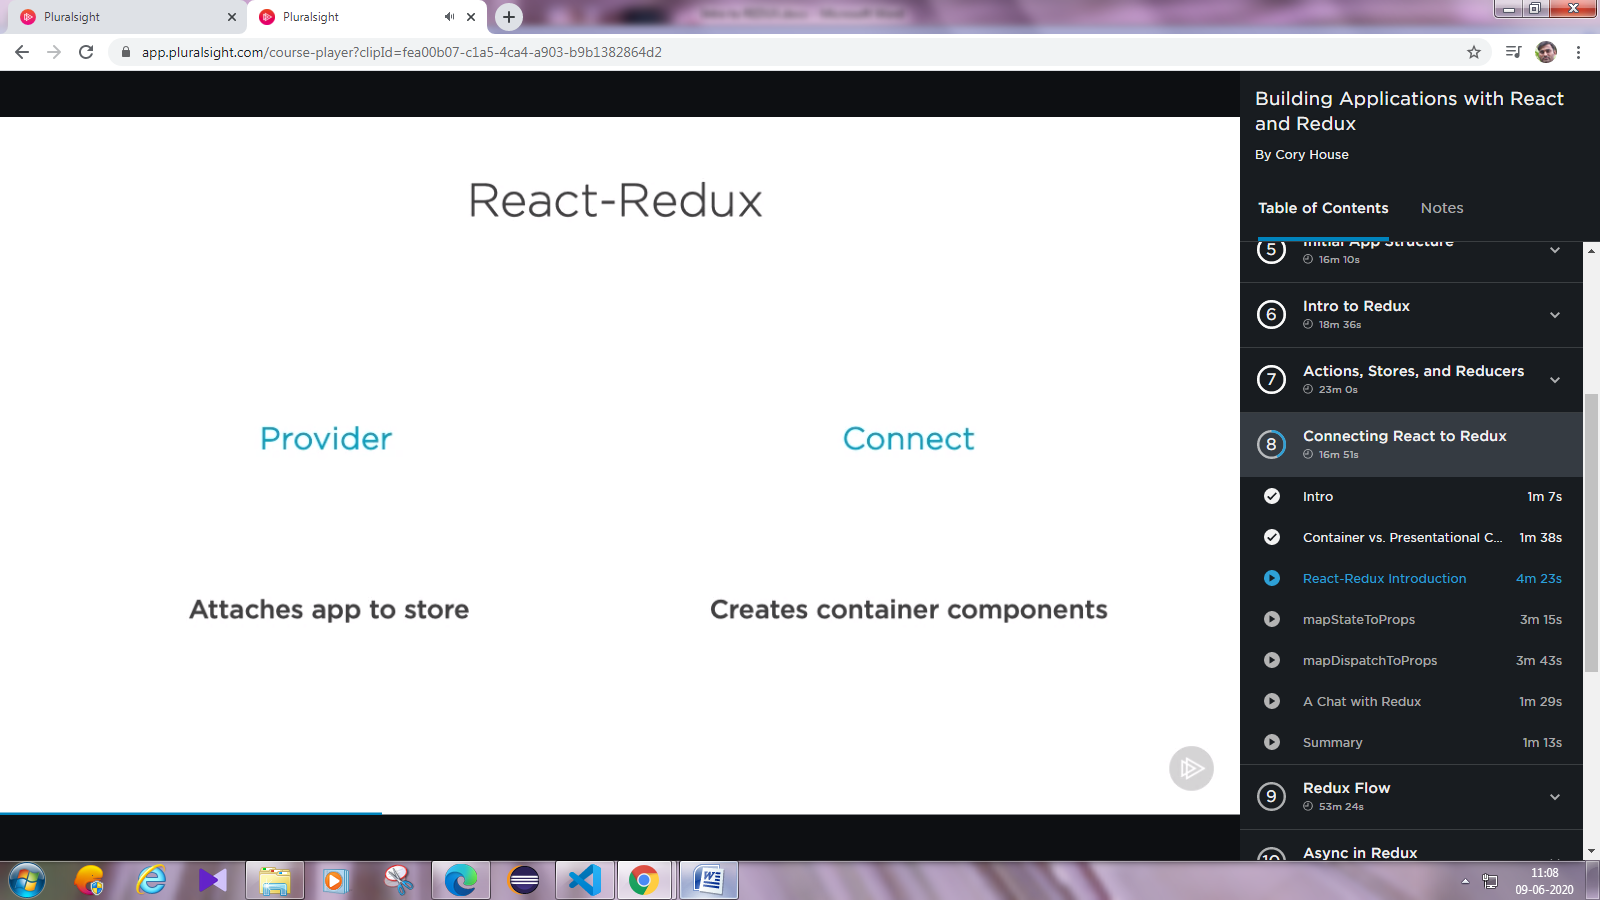 Pluralsight
Pluralsight
app.pluralsight.com/course-player?clipId=fea00b07-c1a5-4ca4-a903-b9b1382864d2
React-Redux
Provider
Connect
Attaches app to store
Creates container components
Building Applications with React
and Redux
By Cory House
Table of Contents
Notes
5
Initial App Structure
16m 10s
6
Intro to Redux
18m 36s
7
Actions, Stores, and Reducers
23m 0s
8
Connecting React to Redux
16m 51s
Intro 1m 7s
Container vs. Presentational C... 1m 38s
React-Redux Introduction 4m 23s
mapStateToProps 3m 15s
mapDispatchToProps 3m 43s
A Chat with Redux 1m 29s
Summary 1m 13s
9
Redux Flow
53m 24s
10
Async in Redux
11:08
09-06-2020